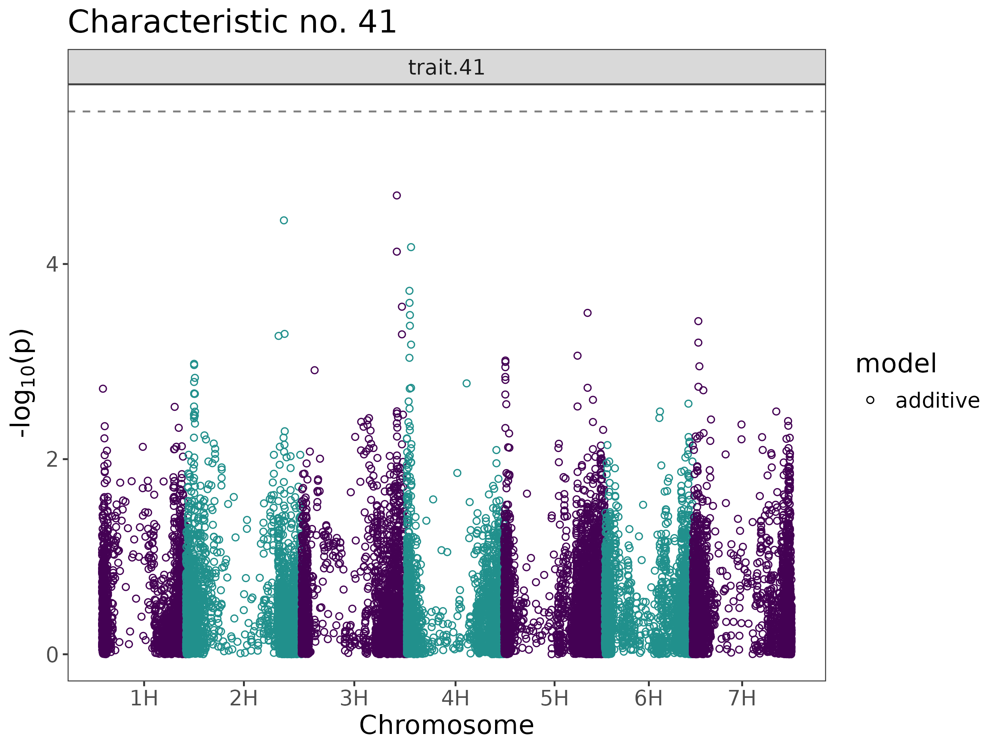 Characteristic no. 41
trait.41
-log10(p)
4
2
0
1H 2H 3H 4H 5H 6H 7H
Chromosome
model
additive